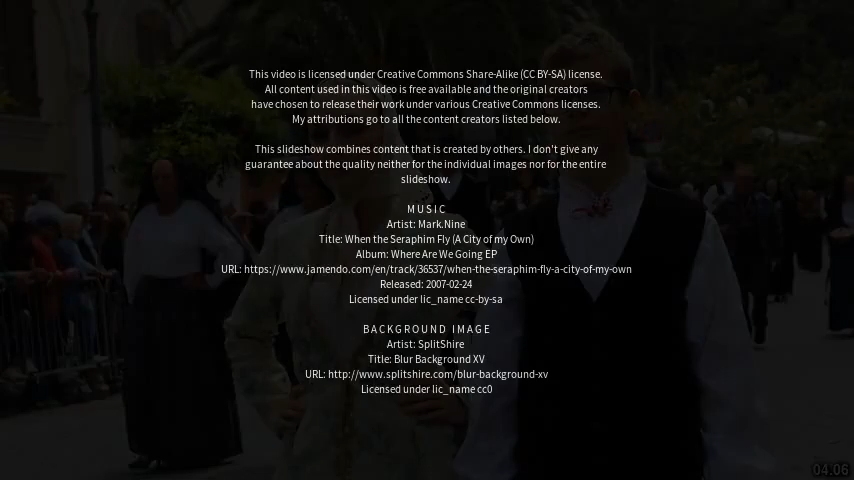 This video is licensed under Creative Commons Share-Alike (CC BY-SA) license.
All content used in this video is free available and the original creators
have chosen to release their work under various Creative Commons licenses.
My attributions go to all the content creators listed below.
This slideshow combines content that is created by others. I don't give any
guarantee about the quality neither for the individual images nor for the entire
slideshow.
MUSIC
Artist: Mark.Nine
Title: When the Seraphim Fly (A City of my Own)
Album: Where Are We Going EP
URL: https://www.jamendo.com/en/track/36537/when-the-seraphim-fly-a-city-of-my-own
Released: 2007-02-24
Licensed under lic_name cc-by-sa
BACKGROUND IMAGE
Artist: SplitShire
Title: Blur Background XV
URL: http://www.splitshire.com/blur-background-xv
Licensed under lic_name cc0
04.06